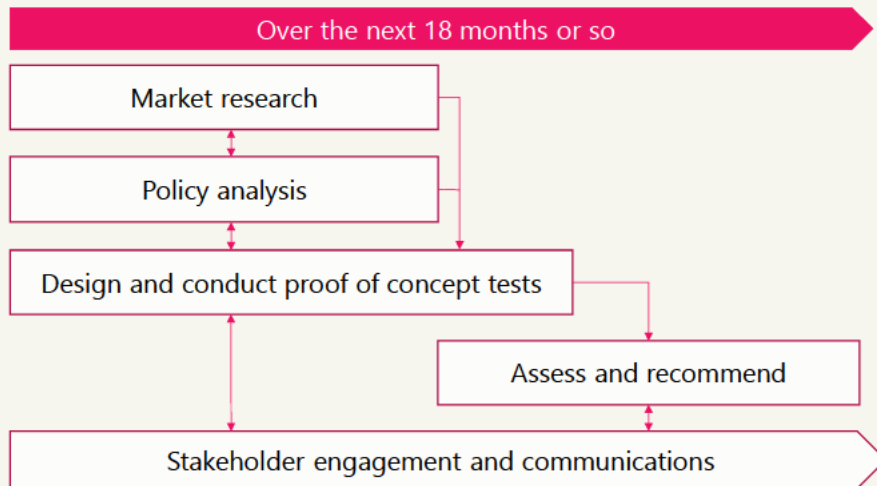 Over the next 18 months or so
Market research
Policy analysis
Design and conduct proof of concept tests
Assess and recommend
Stakeholder engagement and communications